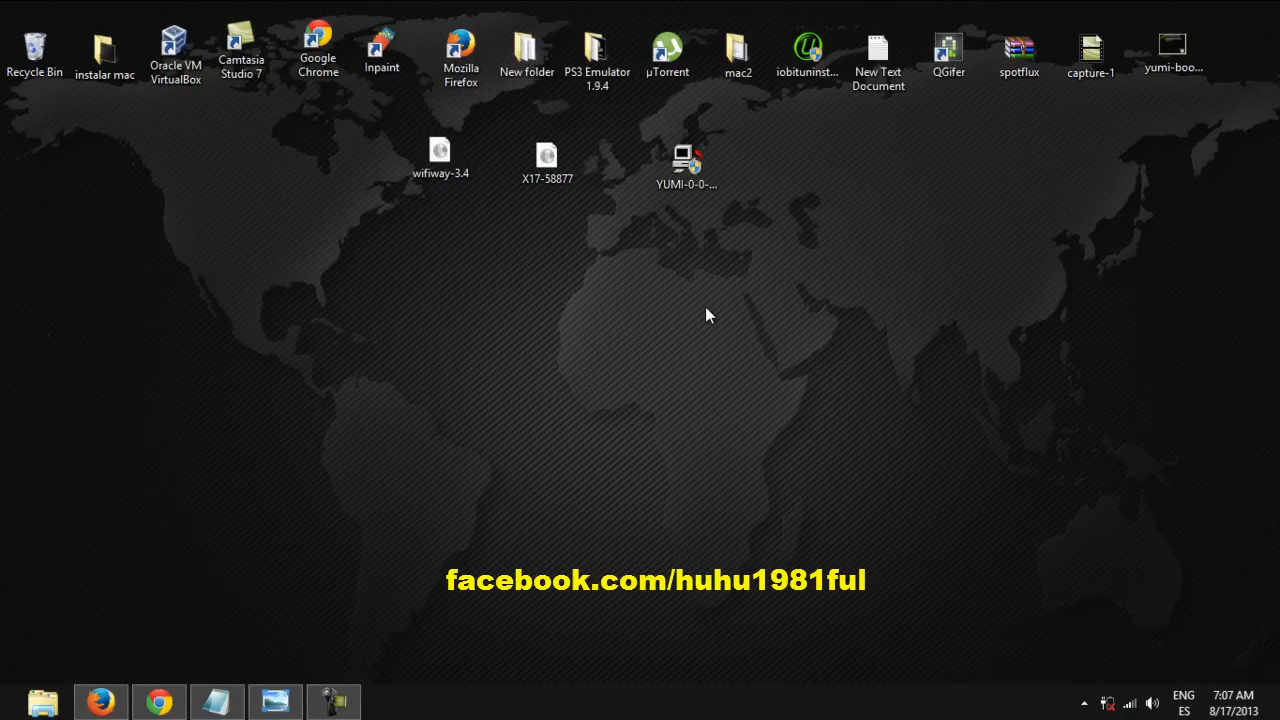 Recycle Bin
instalar mac
Oracle VM
VirtualBox
Camtasia
Studio 7
Google
Chrome
Inpaint
Mozilla
Firefox
New folder
PS3 Emulator
1.9.4
µTorrent
mac2
iobituninst...
New Text
Document
QGifer
spotflux
capture-1
yumi-boo...
wifiway-3.4
X17-58877
YUMI-0-0-...
facebook.com/huhu1981ful
ENG
ES
7:07 AM
8/17/2013